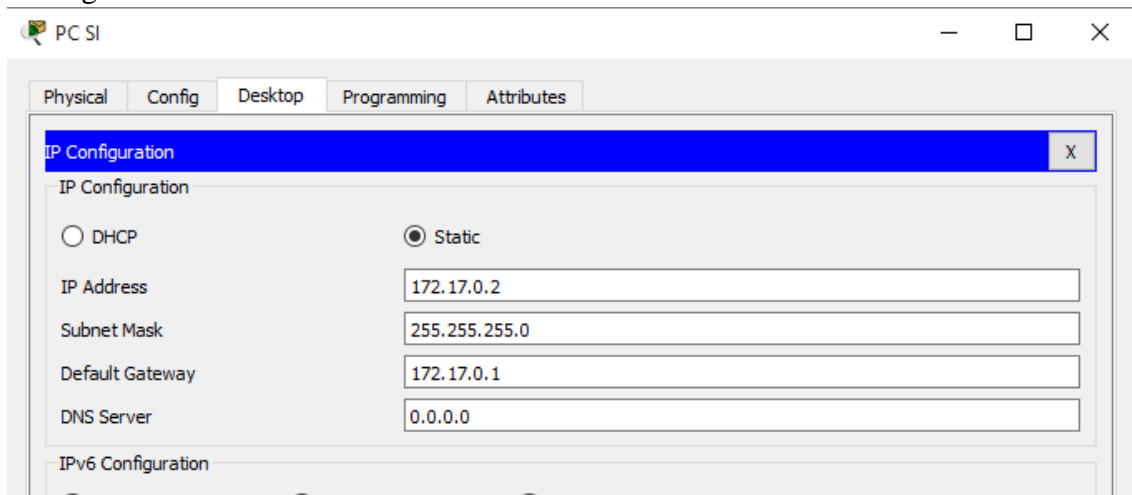 PC SI
Physical Config Desktop Programming Attributes
IP Configuration X
IP Configuration
DHCP Static
IP Address 172.17.0.2
Subnet Mask 255.255.255.0
Default Gateway 172.17.0.1
DNS Server 0.0.0.0
IPv6 Configuration